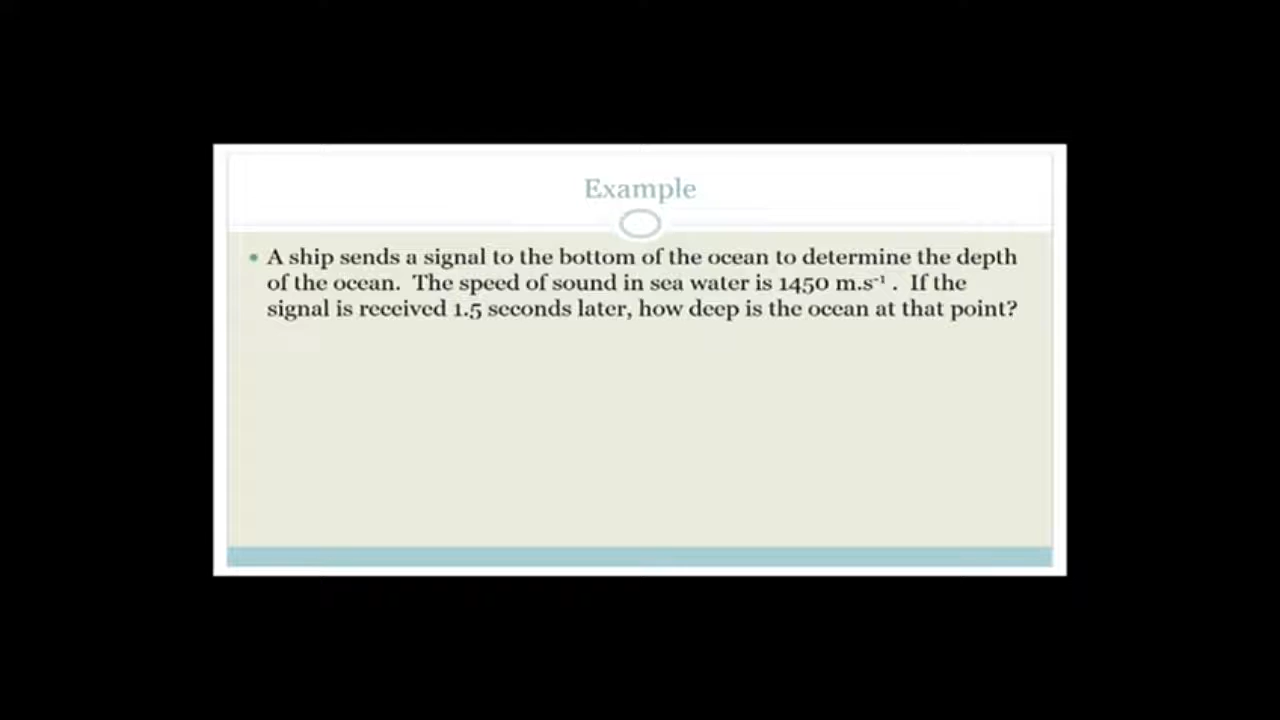 Example
• A ship sends a signal to the bottom of the ocean to determine the depth
of the ocean.  The speed of sound in sea water is 1450 m.s⁻¹ .  If the
signal is received 1.5 seconds later, how deep is the ocean at that point?